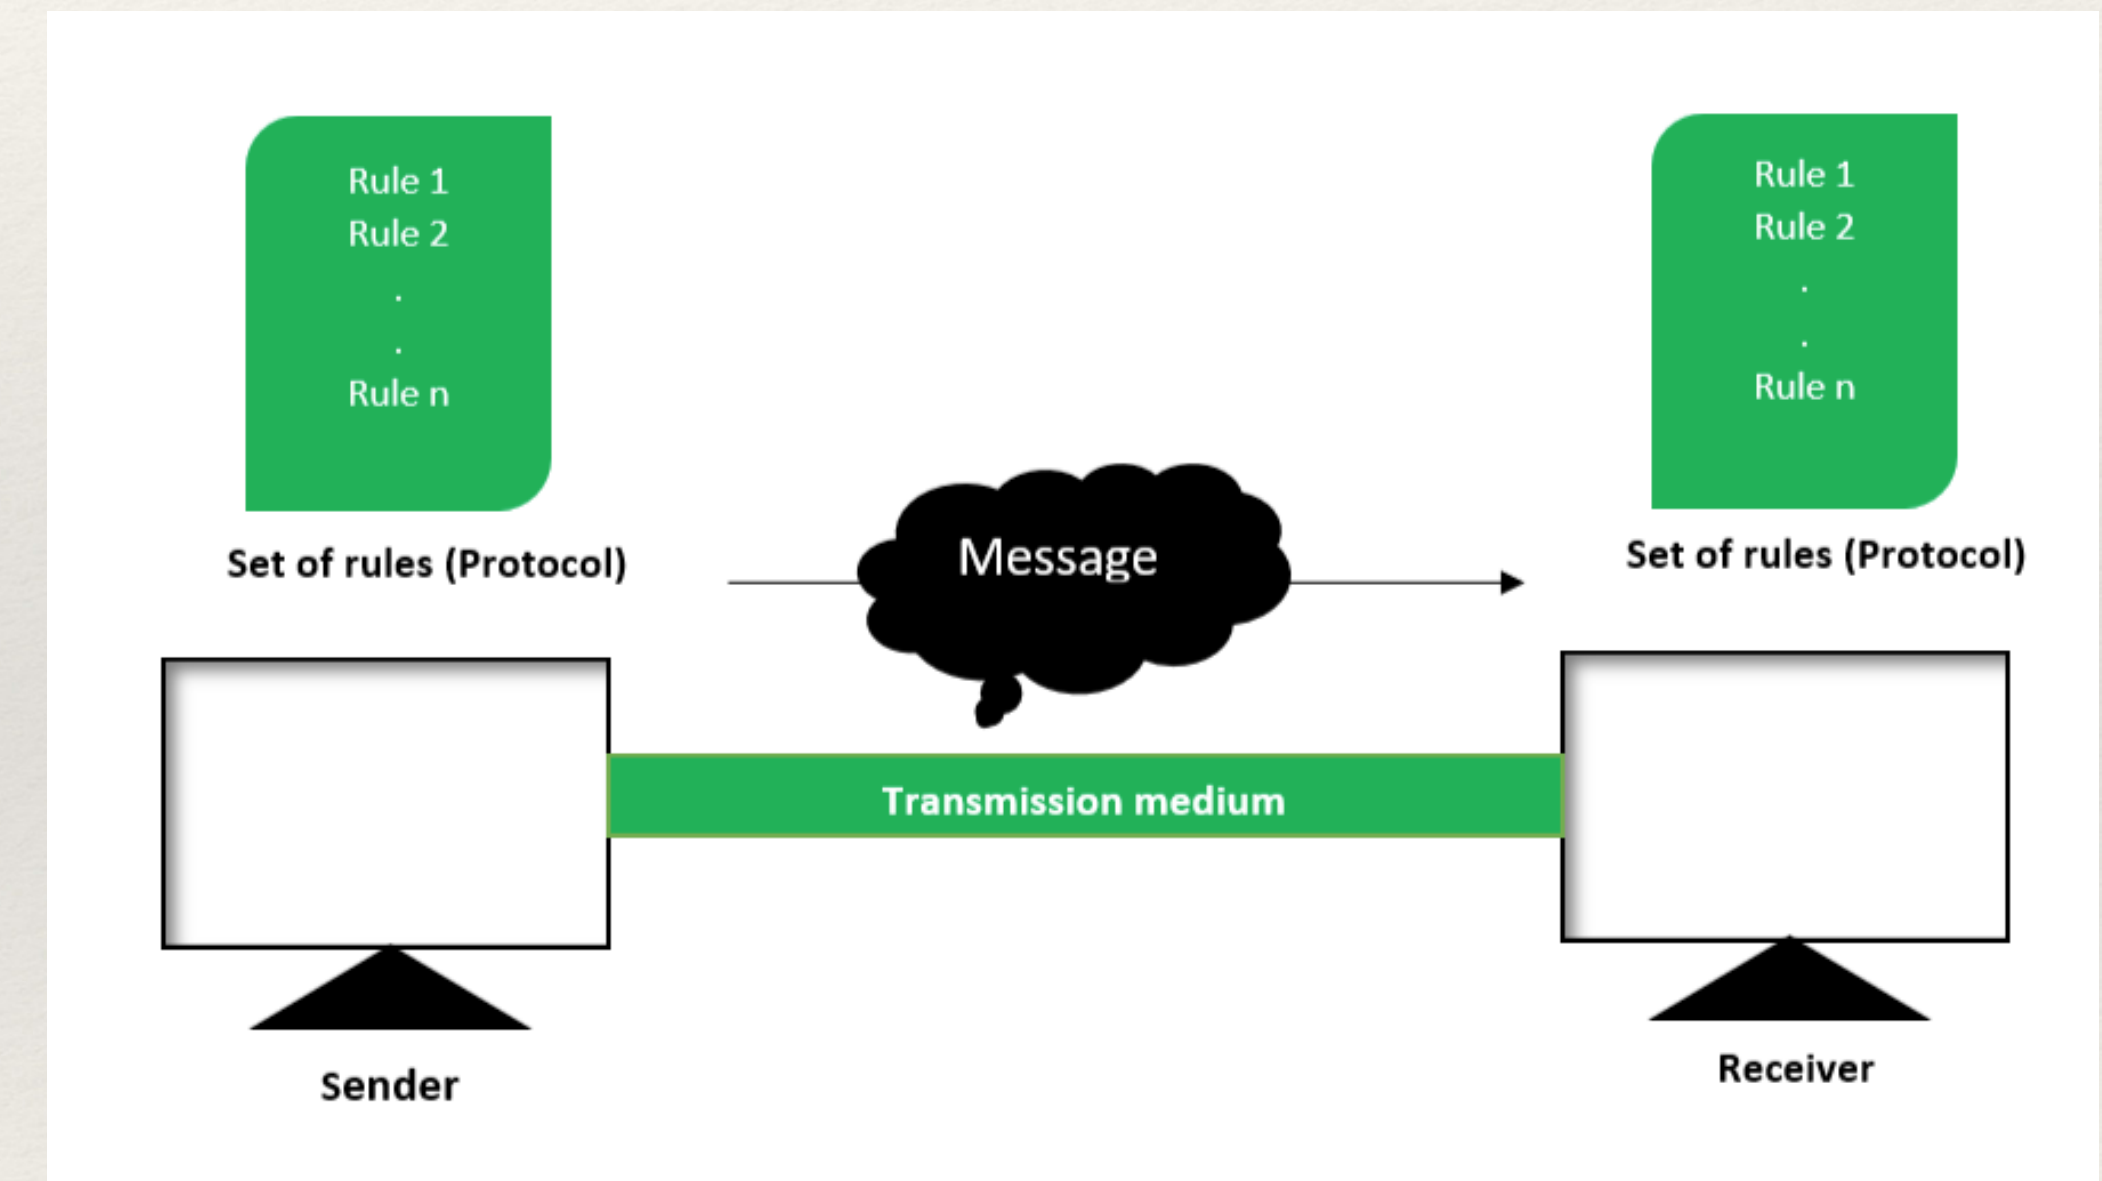 Rule 1
Rule 2
.
.
Rule n
Set of rules (Protocol)
Rule 1
Rule 2
.
.
Rule n
Set of rules (Protocol)
Message
Transmission medium
Sender
Receiver